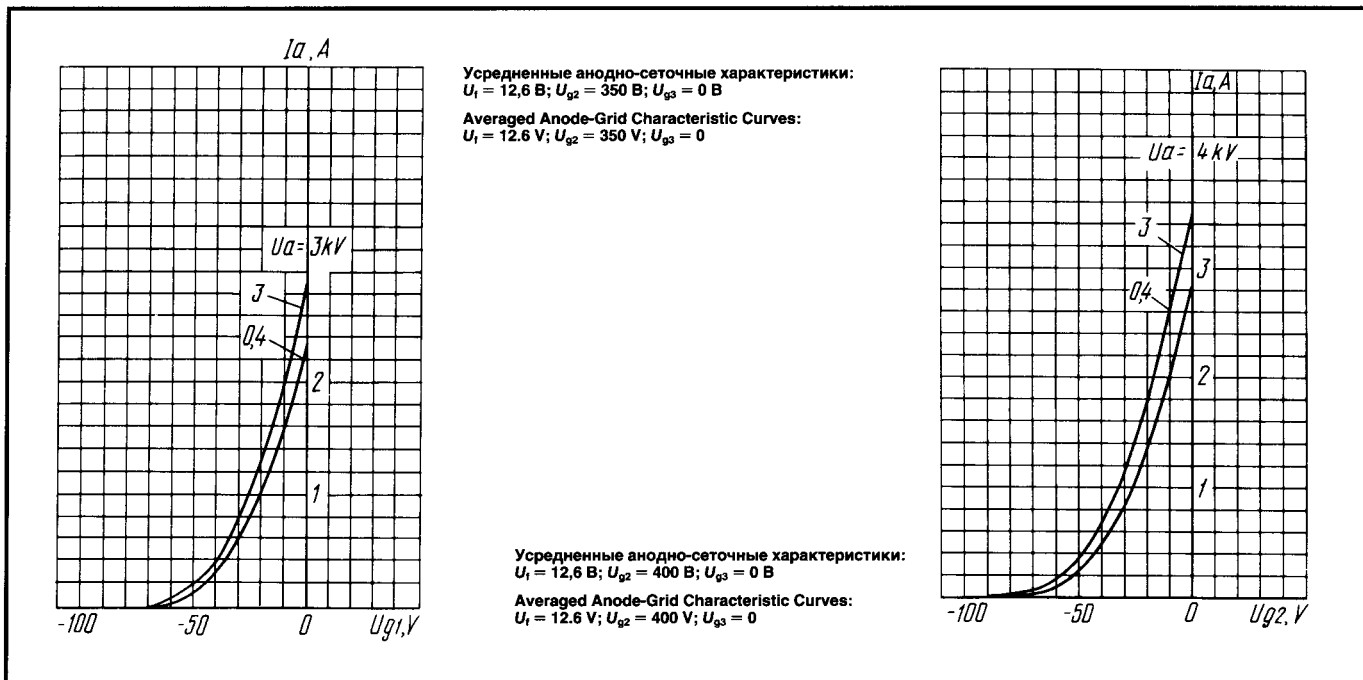 Ia, A
Ua = 3kV
3
0,4
2
1
-100 -50 0 Ug1, V
Усредненные анодно-сеточные характеристики:
Uf = 12,6 В; Ug2 = 350 В; Ug3 = 0 В
Averaged Anode-Grid Characteristic Curves:
Uf = 12.6 V; Ug2 = 350 V; Ug3 = 0
Усредненные анодно-сеточные характеристики:
Uf = 12,6 В; Ug2 = 400 В; Ug3 = 0 В
Averaged Anode-Grid Characteristic Curves:
Uf = 12.6 V; Ug2 = 400 V; Ug3 = 0
Ia, A
Ua = 4 kV
3
3
0,4
2
1
-100 -50 0 Ug2, V